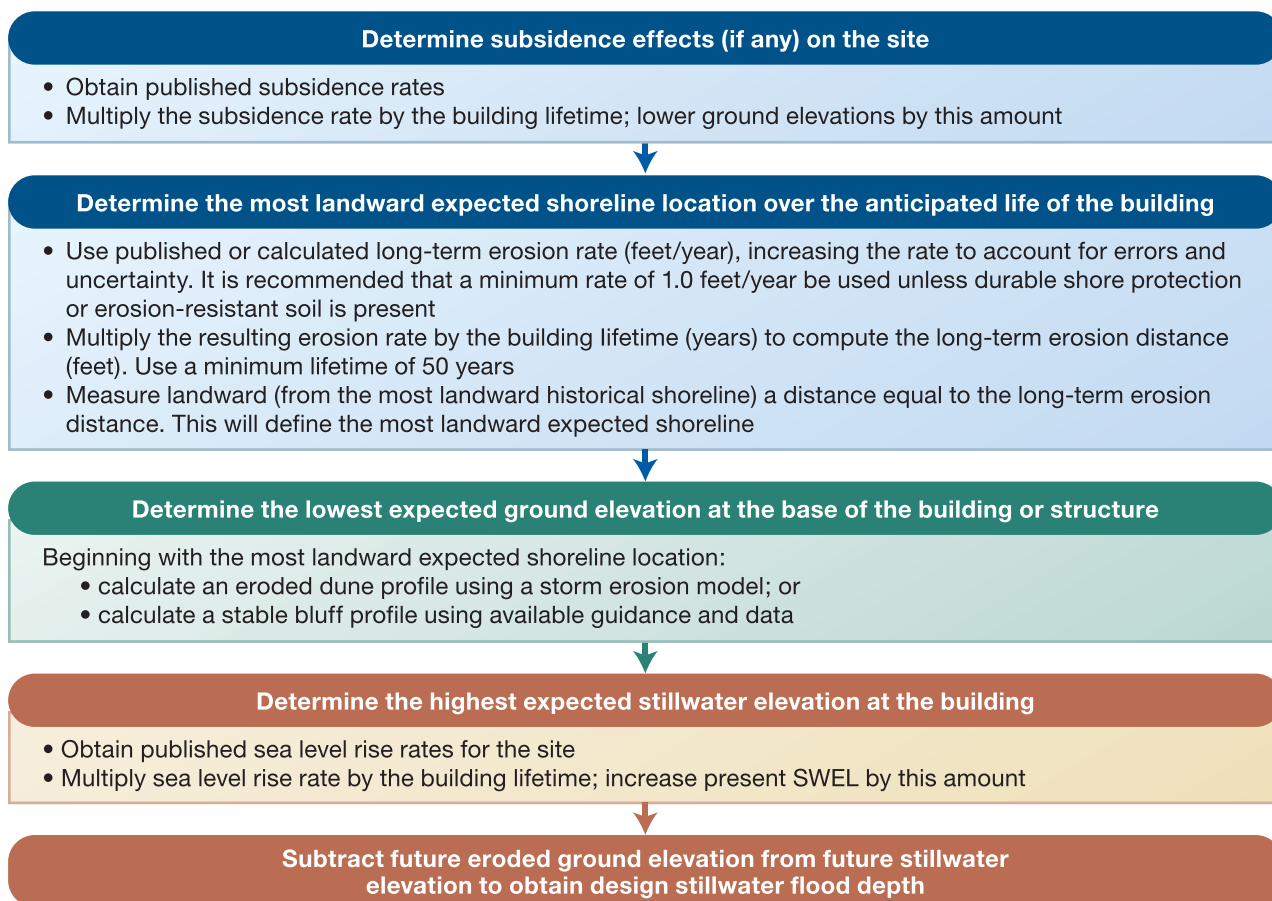 Determine subsidence effects (if any) on the site
• Obtain published subsidence rates
• Multiply the subsidence rate by the building lifetime; lower ground elevations by this amount
Determine the most landward expected shoreline location over the anticipated life of the building
• Use published or calculated long-term erosion rate (feet/year), increasing the rate to account for errors and
uncertainty. It is recommended that a minimum rate of 1.0 feet/year be used unless durable shore protection
or erosion-resistant soil is present
• Multiply the resulting erosion rate by the building lifetime (years) to compute the long-term erosion distance
(feet). Use a minimum lifetime of 50 years
• Measure landward (from the most landward historical shoreline) a distance equal to the long-term erosion
distance. This will define the most landward expected shoreline
Determine the lowest expected ground elevation at the base of the building or structure
Beginning with the most landward expected shoreline location:
• calculate an eroded dune profile using a storm erosion model; or
• calculate a stable bluff profile using available guidance and data
Determine the highest expected stillwater elevation at the building
• Obtain published sea level rise rates for the site
• Multiply sea level rise rate by the building lifetime; increase present SWEL by this amount
Subtract future eroded ground elevation from future stillwater
elevation to obtain design stillwater flood depth